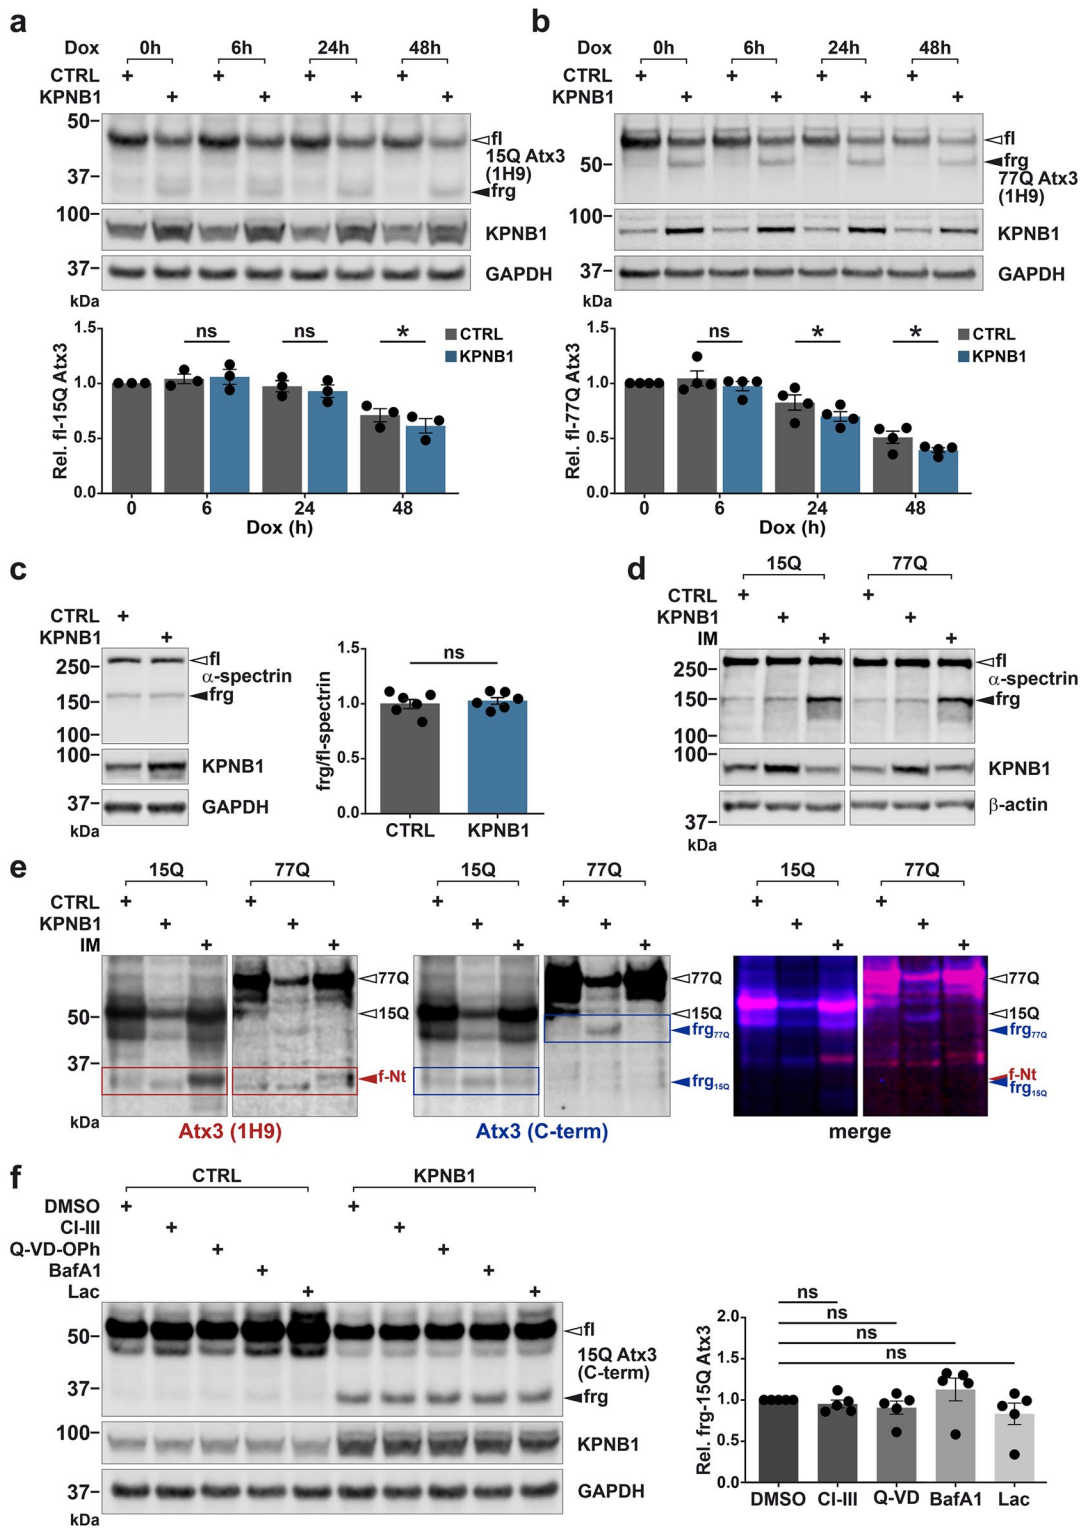 a
Dox 0h 6h 24h 48h
CTRL + + + +
KPNB1 + + + +
50
fl
15Q Atx3
(1H9)
37
frg
100
KPNB1
37
GAPDH
kDa
1.5
ns ns *
CTRL
KPNB1
1.0
0.5
0.0
Rel. fl-15Q Atx3
0 6 24 48
Dox (h)
b
Dox 0h 6h 24h 48h
CTRL + + + +
KPNB1 + + + +
fl
50
frg
77Q Atx3
(1H9)
100
KPNB1
37
GAPDH
kDa
1.5
ns * *
CTRL
KPNB1
1.0
0.5
0.0
Rel. fl-77Q Atx3
0 6 24 48
Dox (h)
c
CTRL +
KPNB1 +
250
fl
α-spectrin
150
frg
100
100
KPNB1
37
GAPDH
kDa
1.5
ns
1.0
0.5
0.0
frg/fl-spectrin
CTRL KPNB1
d
15Q 77Q
CTRL + +
KPNB1 + +
IM + +
250
fl
α-spectrin
150
frg
100
100
KPNB1
β-actin
37
kDa
e
15Q 77Q 15Q 77Q 15Q 77Q
CTRL + + + + + +
KPNB1 + + + + + +
IM + + + + + +
77Q 77Q 77Q
50
15Q 15Q 15Q
frg77Q frg77Q
37
f-Nt frg15Q f-Nt
frg15Q
kDa
Atx3 (1H9) Atx3 (C-term) merge
f
CTRL KPNB1
DMSO + +
CI-III + +
Q-VD-OPh + +
BafA1 + +
Lac + +
50
fl
15Q Atx3
(C-term)
37
frg
100
KPNB1
37
GAPDH
kDa
2.0
ns
ns
ns
ns
1.5
1.0
0.5
0.0
Rel. frg-15Q Atx3
DMSO CI-III Q-VD BafA1 Lac